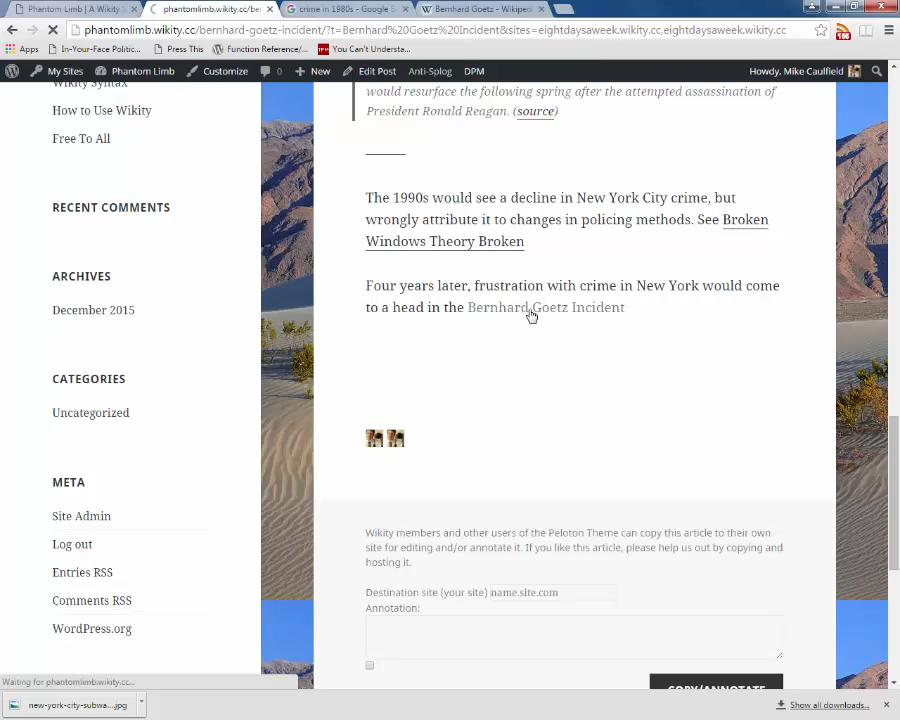 Phantom Limb | A Wikity
phantomlimb.wikity.cc/be
crime in 1980s - Google S
Bernhard Goetz - Wikiped
phantomlimb.wikity.cc/bernhard-goetz-incident/?t=Bernhard%20Goetz%20Incident&sites=eightdaysaweek.wikity.cc,eightdaysaweek.wikity.cc
Apps
In-Your-Face Politic...
Press This
Function Reference/...
You Can't Understa...
My Sites
Phantom Limb
Customize
0
New
Edit Post
Anti-Splog
DPM
Howdy, Mike Caulfield
Wikity Syntax
How to Use Wikity
Free To All
RECENT COMMENTS
ARCHIVES
December 2015
CATEGORIES
Uncategorized
META
Site Admin
Log out
Entries RSS
Comments RSS
WordPress.org
would resurface the following spring after the attempted assassination of
President Ronald Reagan. (source)
The 1990s would see a decline in New York City crime, but
wrongly attribute it to changes in policing methods. See Broken
Windows Theory Broken
Four years later, frustration with crime in New York would come
to a head in the Bernhard Goetz Incident
Wikity members and other users of the Peloton Theme can copy this article to their own
site for editing and/or annotate it. If you like this article, please help us out by copying and
hosting it.
Destination site (your site) name.site.com
Annotation:
COPY/ANNOTATE
Waiting for phantomlimb.wikity.cc...
new-york-city-subwa....jpg
Show all downloads...